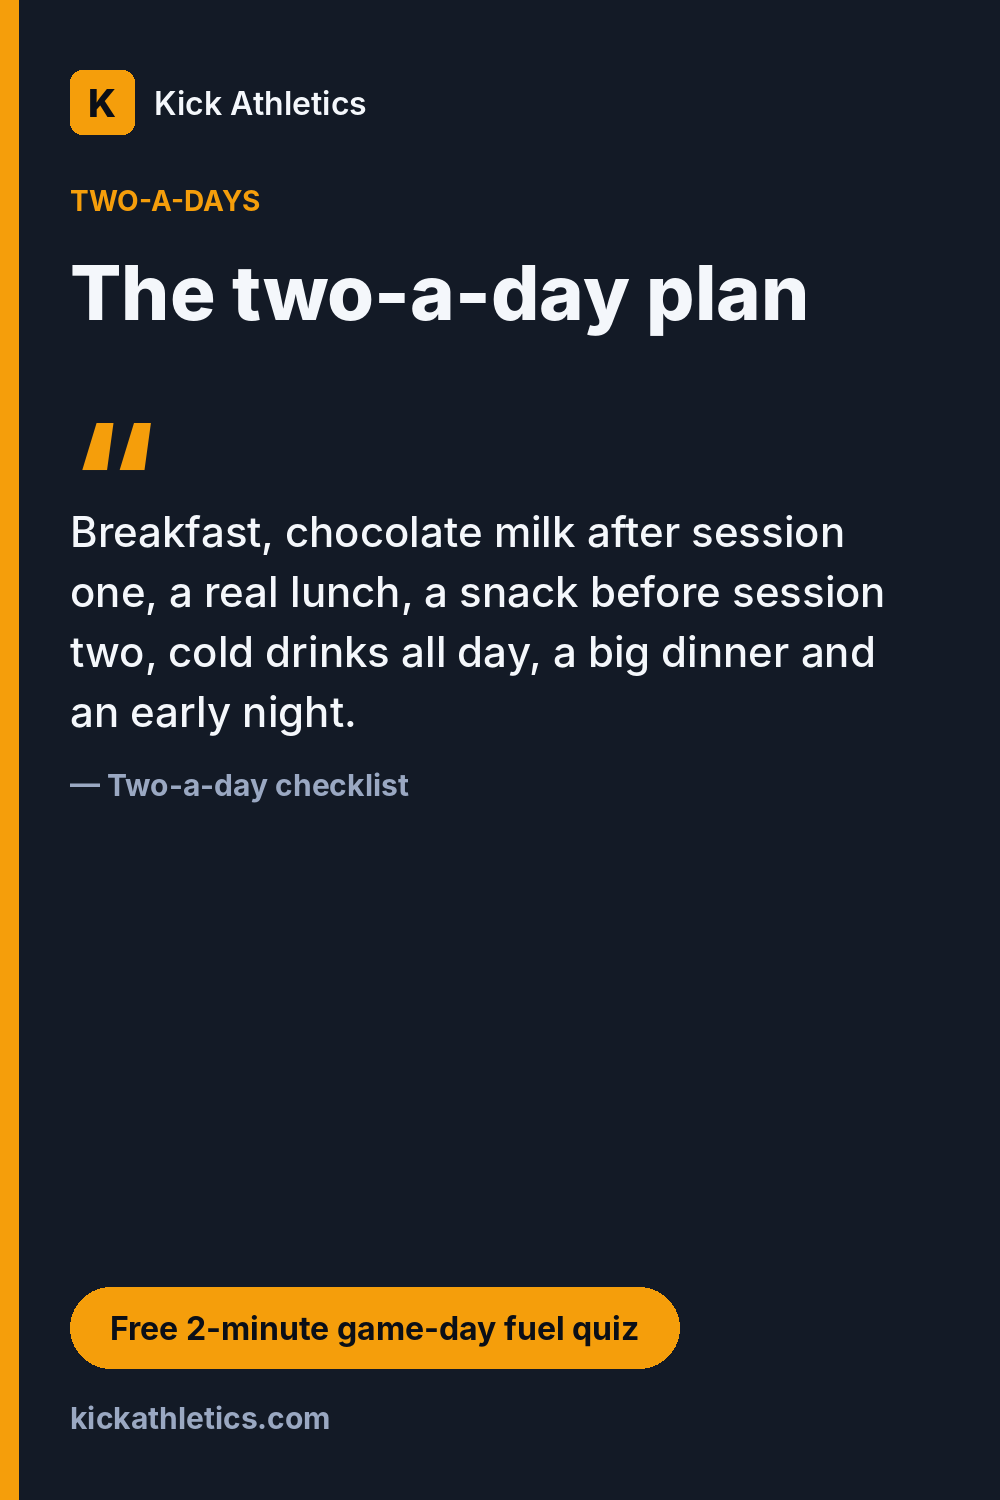 K
Kick Athletics
TWO-A-DAYS
The two-a-day plan
"
Breakfast, chocolate milk after session
one, a real lunch, a snack before session
two, cold drinks all day, a big dinner and
an early night.
— Two-a-day checklist
Free 2-minute game-day fuel quiz
kickathletics.com